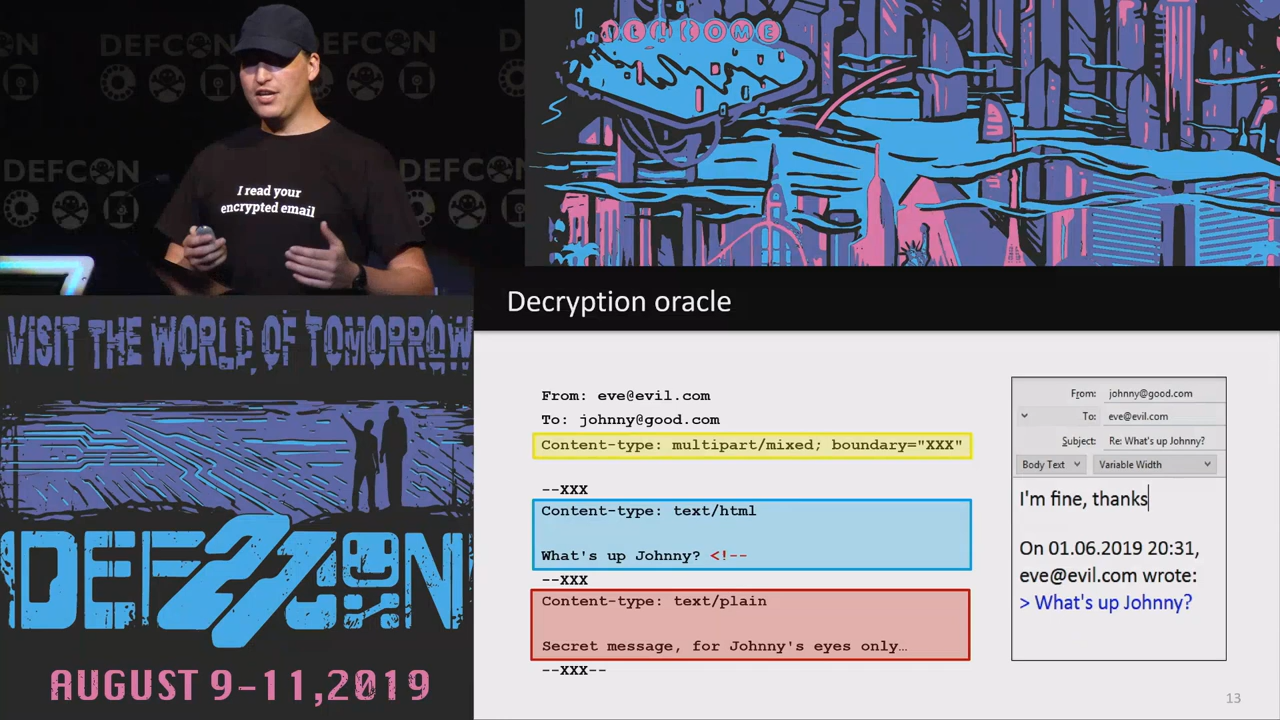 DEFCON
DEFCON
DEFCON
DEFCON
I read your
encrypted email
WELCOME
VISIT THE WORLD OF TOMORROW
DEF CON
27
AUGUST 9-11,2019
Decryption oracle
From: eve@evil.com
To: johnny@good.com
Content-type: multipart/mixed; boundary="XXX"
--XXX
Content-type: text/html
What's up Johnny? <!--
--XXX
Content-type: text/plain
Secret message, for Johnny's eyes only…
--XXX--
From: johnny@good.com
To: eve@evil.com
Subject: Re: What's up Johnny?
Body Text Variable Width
I'm fine, thanks
On 01.06.2019 20:31,
eve@evil.com wrote:
> What's up Johnny?
13